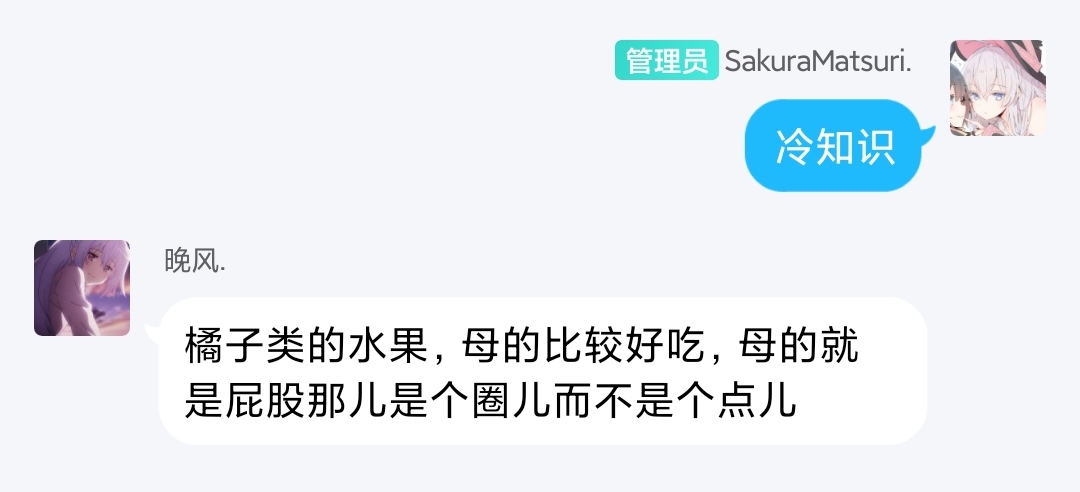 管理员 SakuraMatsuri.
冷知识
晚风.
橘子类的水果，母的比较好吃，母的就
是屁股那儿是个圈儿而不是个点儿